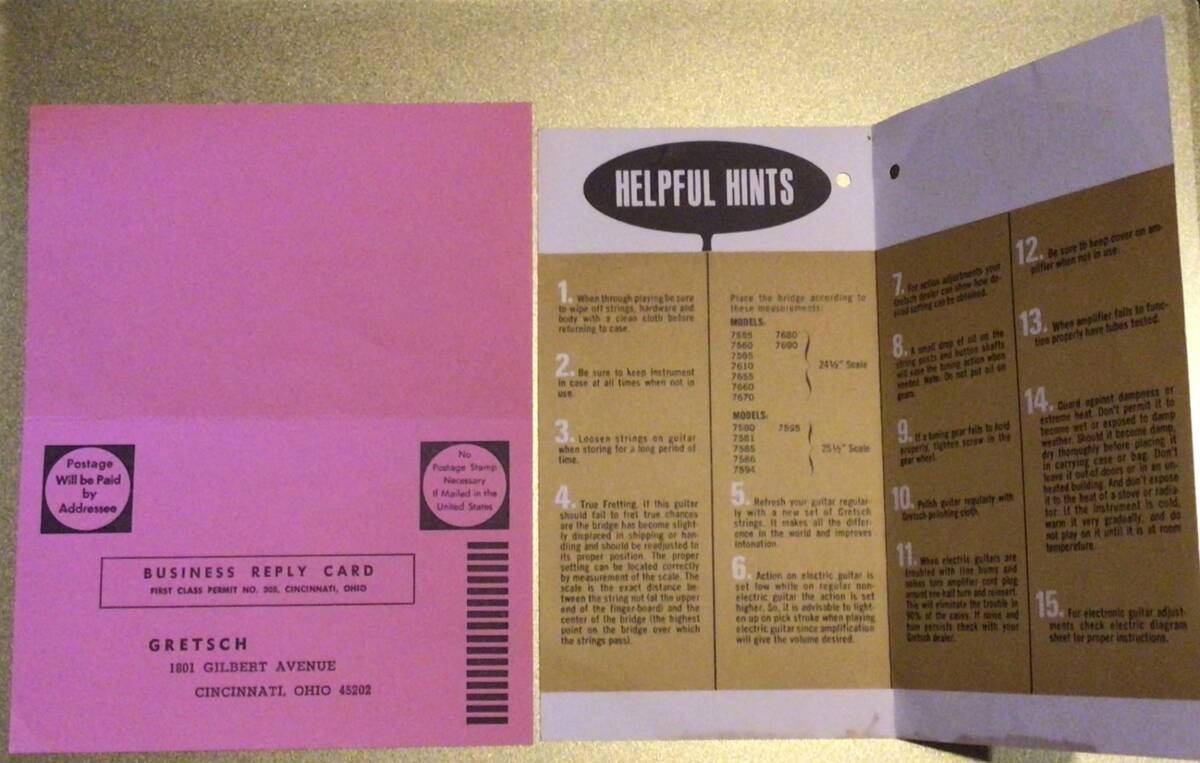 Postage
Will be Paid
by
Addressee
No
Postage Stamp
Necessary
If Mailed in the
United States
BUSINESS REPLY CARD
FIRST CLASS PERMIT NO. 305, CINCINNATI, OHIO
GRETSCH
1801 GILBERT AVENUE
CINCINNATI, OHIO 45202
HELPFUL HINTS
1. When through playing be sure
to wipe off strings, hardware and
body with a clean cloth before
returning to case.
2. Be sure to keep instrument
in case at all times when not in
use.
3. Loosen strings on guitar
when storing for a long period of
time.
4. True Fretting. If this guitar
should fail to fret true chances
are the bridge has become slight-
ly displaced in shipping or han-
dling and should be readjusted to
its proper position. The proper
setting can be located correctly
by measurement of the scale. The
scale is the exact distance be-
tween the string nut (at the upper
end of the finger-board) and the
center of the bridge (the highest
point on the bridge over which
the strings pass).
Place the bridge according to
these measurements:
MODELS:
7555 7680
7560 7690
7595
7610
7655
7660
7670
24½" Scale
MODELS:
7580 7595
7581
7585
7586
7594
25½" Scale
5. Refresh your guitar regular-
ly with a new set of Gretsch
strings. It makes all the differ-
ence in the world and improves
intonation.
6. Action on electric guitar is
set low while on regular non-
electric guitar the action is set
higher. So, it is advisable to light-
en up on pick stroke when playing
electric guitar since amplification
will give the volume desired.
7. For action adjustments your
Gretsch dealer can show how de-
sired setting can be obtained.
8. A small drop of oil on the
string posts and button shafts
will ease the tuning action when
needed. Note: Do not put oil on
gears.
9. If a tuning gear fails to hold
properly, tighten screw in the
gear wheel.
10. Polish guitar regularly with
Gretsch polishing cloth.
11. When electric guitars are
troubled with line hums and
noises turn amplifier cord plug
around one-half turn and reinsert.
This will eliminate the trouble in
90% of the cases. If noise and
hum persists check with your
Gretsch dealer.
12. Be sure to keep cover on am-
plifier when not in use.
13. When amplifier fails to func-
tion properly have tubes tested.
14. Guard against dampness or
extreme heat. Don't permit it to
become wet or exposed to damp
weather. Should it become damp,
dry thoroughly before placing it
in carrying case or bag. Don't
leave it out of doors or in an un-
heated building. And don't expose
it to the heat of a stove or radia-
tor. If the instrument is cold,
warm it very gradually, and do
not play on it until it is at room
temperature.
15. For electronic guitar adjust-
ments check electric diagram
sheet for proper instructions.